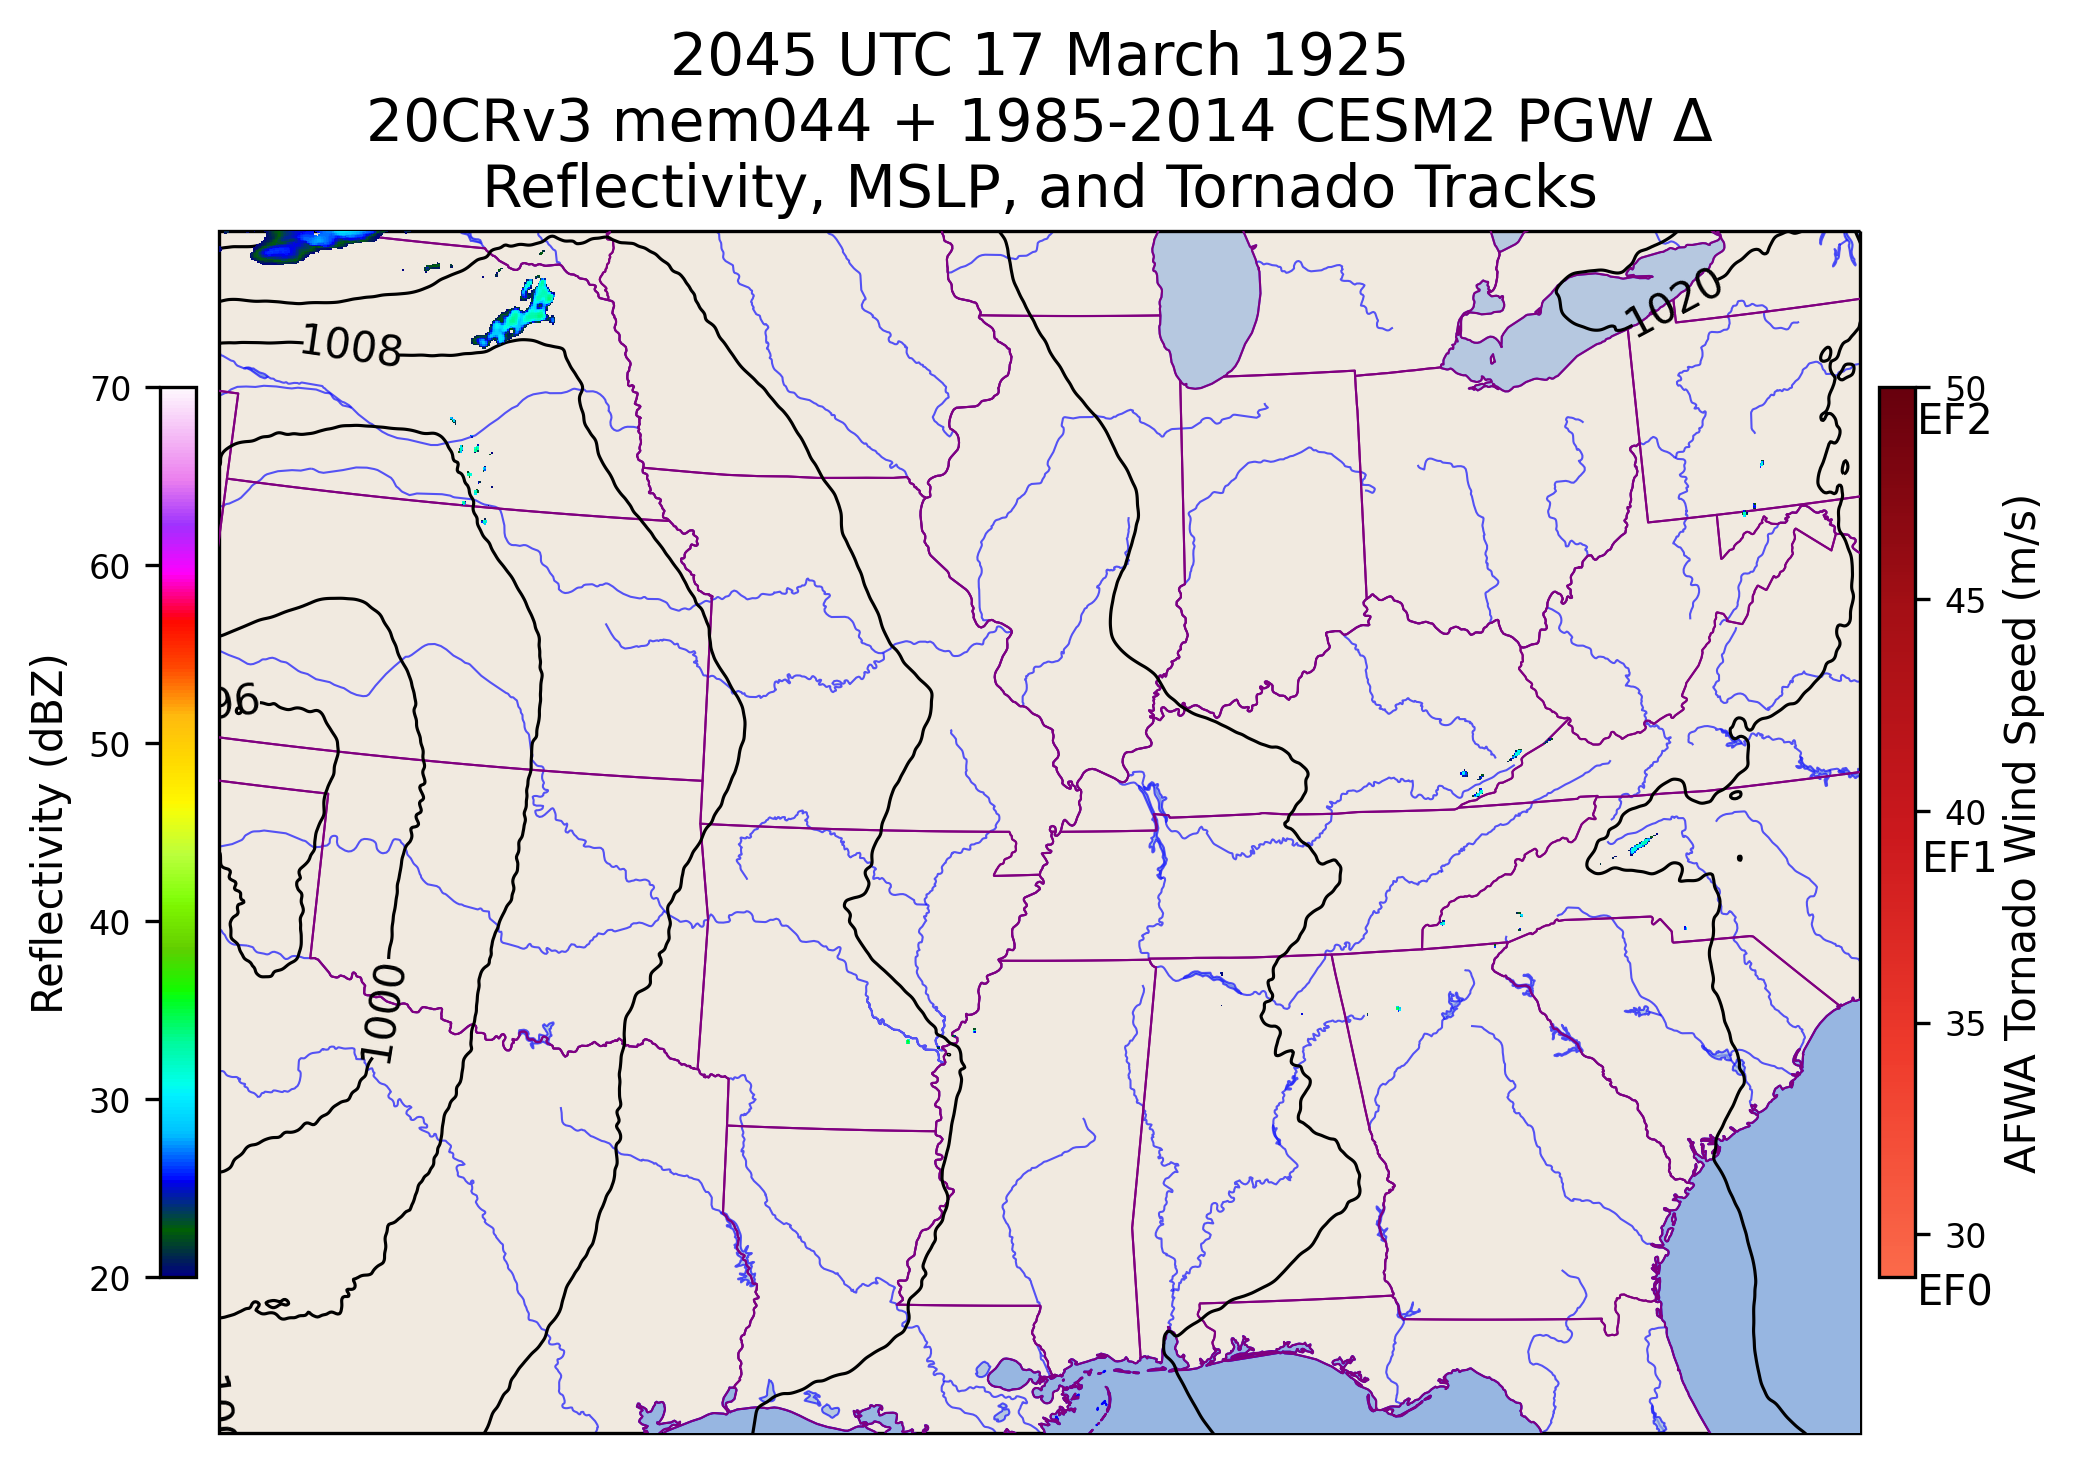 2045 UTC 17 March 1925
20CRv3 mem044 + 1985-2014 CESM2 PGW Δ
Reflectivity, MSLP, and Tornado Tracks
1020
1008
96
1000
70
60
50
40
30
20
Reflectivity (dBZ)
50
EF2
45
40
EF1
35
30
EF0
AFWA Tornado Wind Speed (m/s)